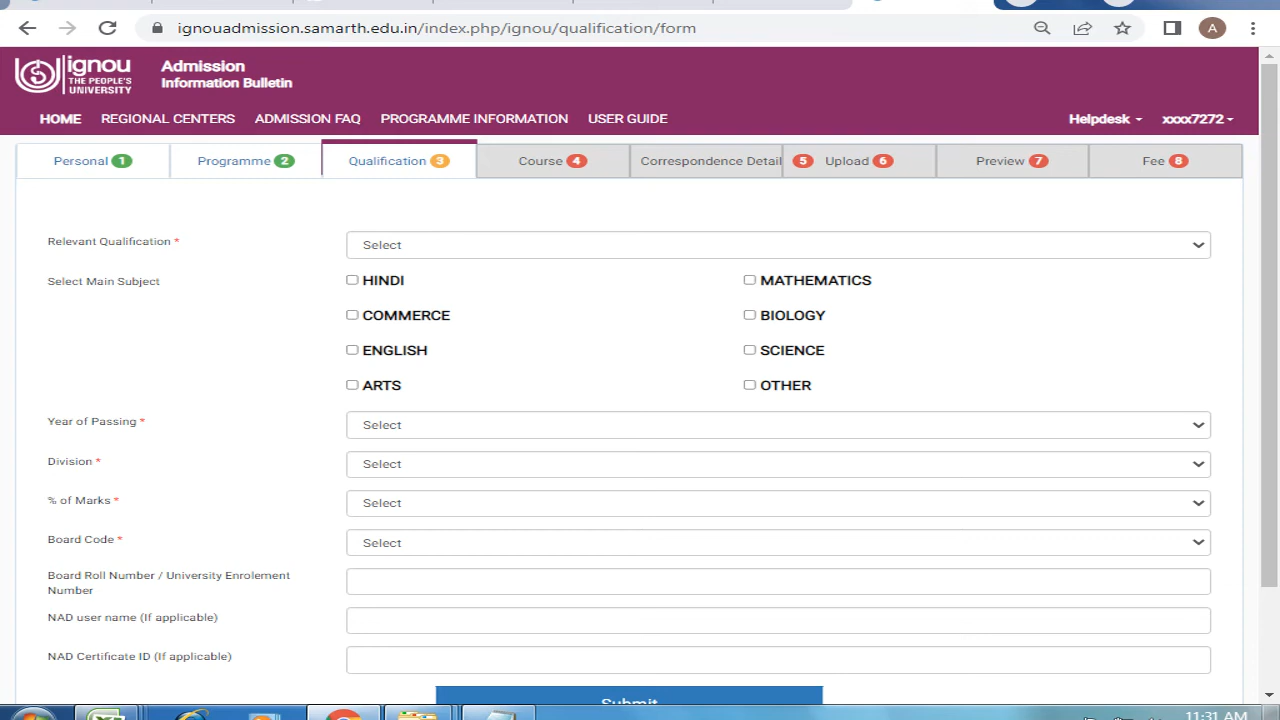 ignouadmission.samarth.edu.in/index.php/ignou/qualification/form
A
ignou
THE PEOPLE'S
UNIVERSITY
Admission
Information Bulletin
HOME REGIONAL CENTERS ADMISSION FAQ PROGRAMME INFORMATION USER GUIDE Helpdesk xxxx7272
Personal 1 Programme 2 Qualification 3 Course 4 Correspondence Detail 5 Upload 6 Preview 7 Fee 8
Relevant Qualification * Select
Select Main Subject HINDI MATHEMATICS
COMMERCE BIOLOGY
ENGLISH SCIENCE
ARTS OTHER
Year of Passing * Select
Division * Select
% of Marks * Select
Board Code * Select
Board Roll Number / University Enrolement
Number
NAD user name (If applicable)
NAD Certificate ID (If applicable)
Submit
11:31 AM